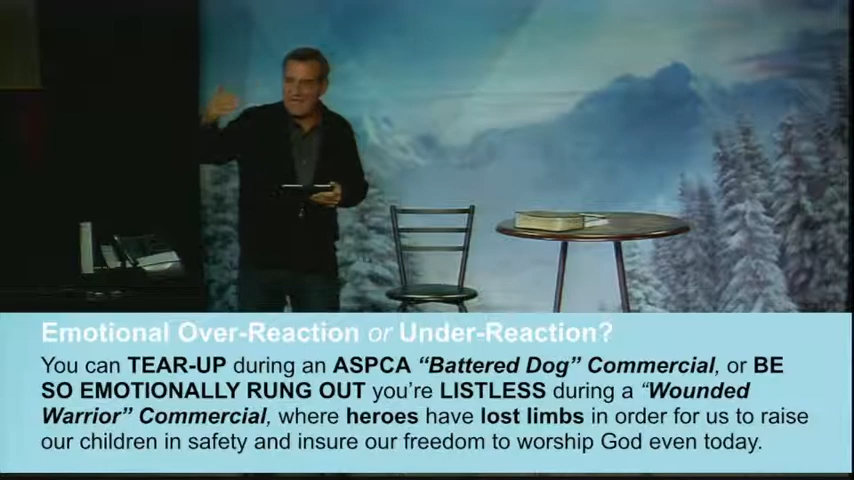 Emotional Over-Reaction or Under-Reaction?
You can TEAR-UP during an ASPCA “Battered Dog” Commercial, or BE
SO EMOTIONALLY RUNG OUT you’re LISTLESS during a “Wounded
Warrior” Commercial, where heroes have lost limbs in order for us to raise
our children in safety and insure our freedom to worship God even today.